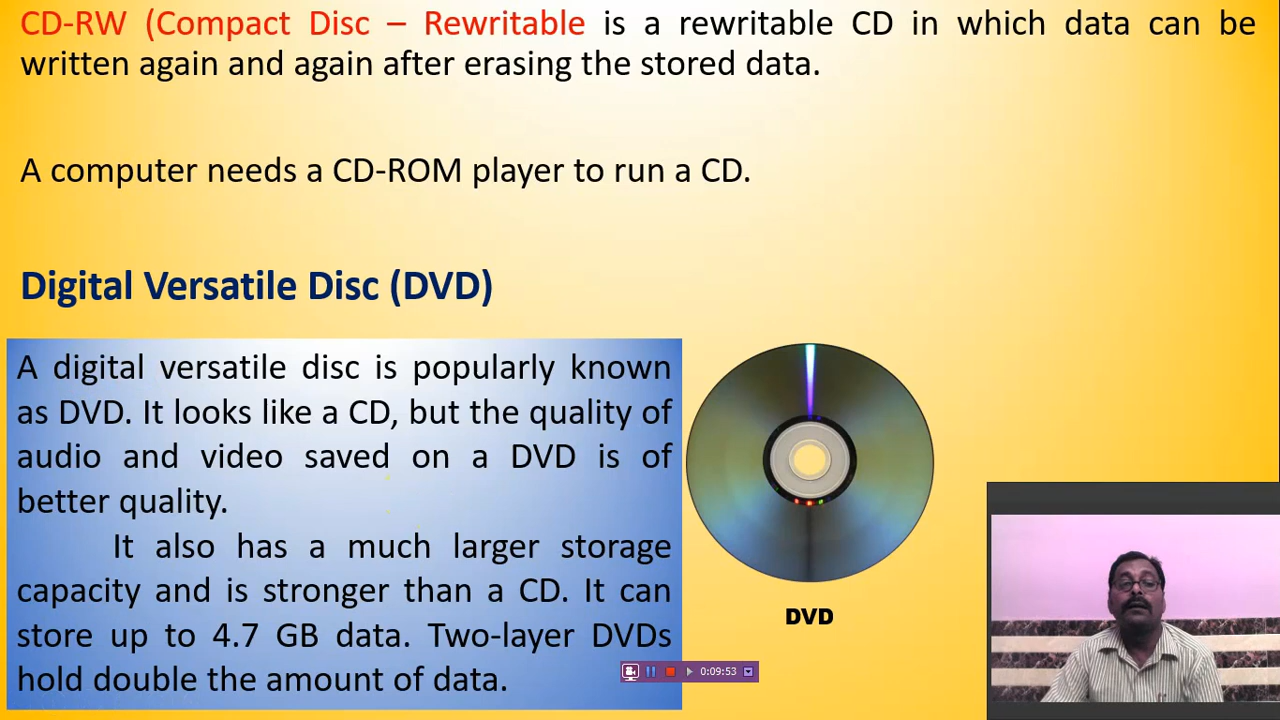 CD-RW (Compact Disc – Rewritable is a rewritable CD in which data can be
written again and again after erasing the stored data.
A computer needs a CD-ROM player to run a CD.
Digital Versatile Disc (DVD)
A digital versatile disc is popularly known
as DVD. It looks like a CD, but the quality of
audio and video saved on a DVD is of
better quality.
It also has a much larger storage
capacity and is stronger than a CD. It can
store up to 4.7 GB data. Two-layer DVDs
hold double the amount of data.
DVD
0:09:53